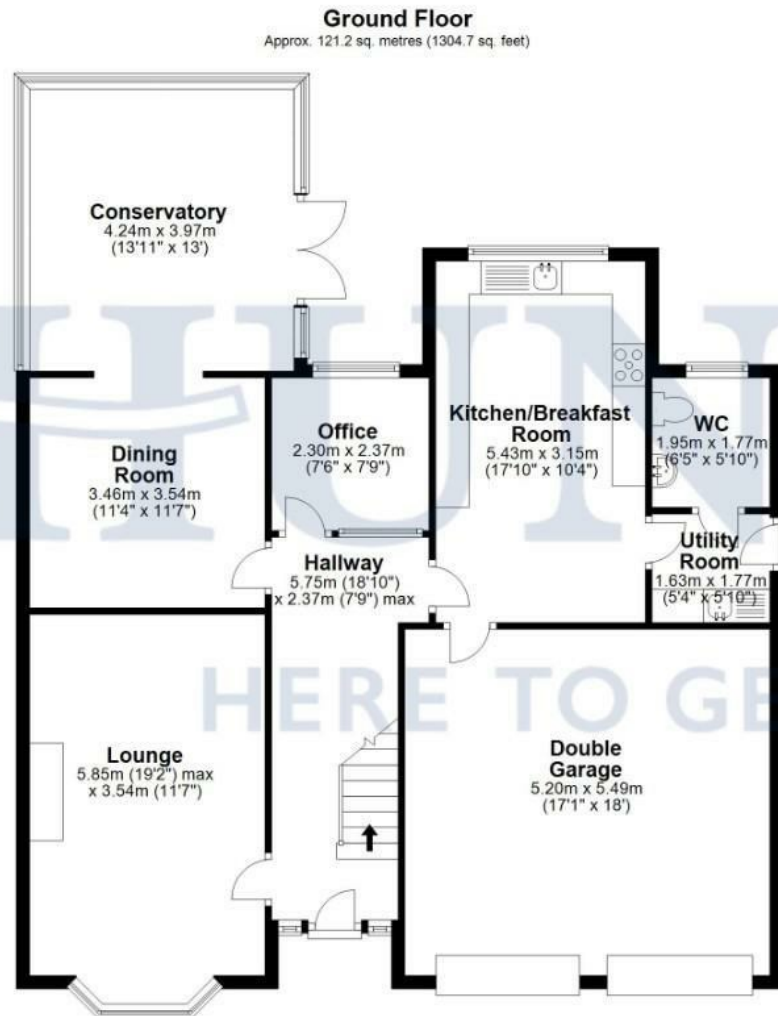 Ground Floor
Approx. 121.2 sq. metres (1304.7 sq. feet)
Conservatory
4.24m x 3.97m
(13'11" x 13')
Office
2.30m x 2.37m
(7'6" x 7'9")
Kitchen/Breakfast
Room
5.43m x 3.15m
(17'10" x 10'4")
WC
1.95m x 1.77m
(6'5" x 5'10")
Dining
Room
3.46m x 3.54m
(11'4" x 11'7")
Hallway
5.75m (18'10")
x 2.37m (7'9") max
Utility
Room
1.63m x 1.77m
(5'4" x 5'10")
Lounge
5.85m (19'2") max
x 3.54m (11'7")
Double
Garage
5.20m x 5.49m
(17'1" x 18')
HUN
HERE TO GE